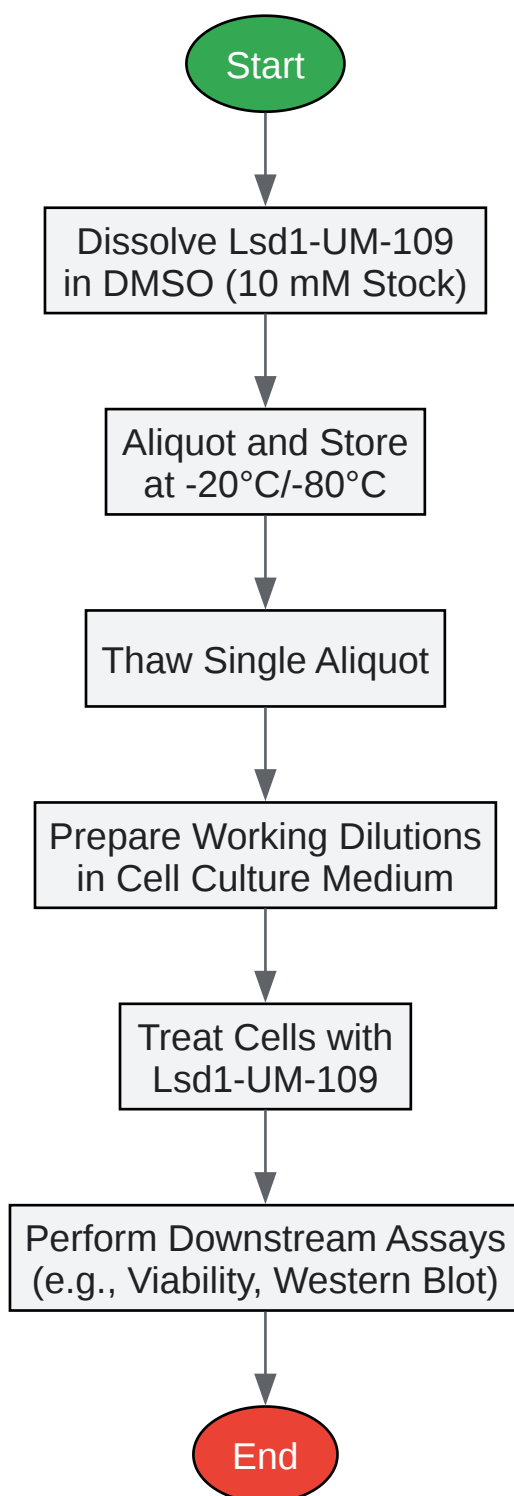 Start
Dissolve Lsd1-UM-109
in DMSO (10 mM Stock)
Aliquot and Store
at -20°C/-80°C
Thaw Single Aliquot
Prepare Working Dilutions
in Cell Culture Medium
Treat Cells with
Lsd1-UM-109
Perform Downstream Assays
(e.g., Viability, Western Blot)
End